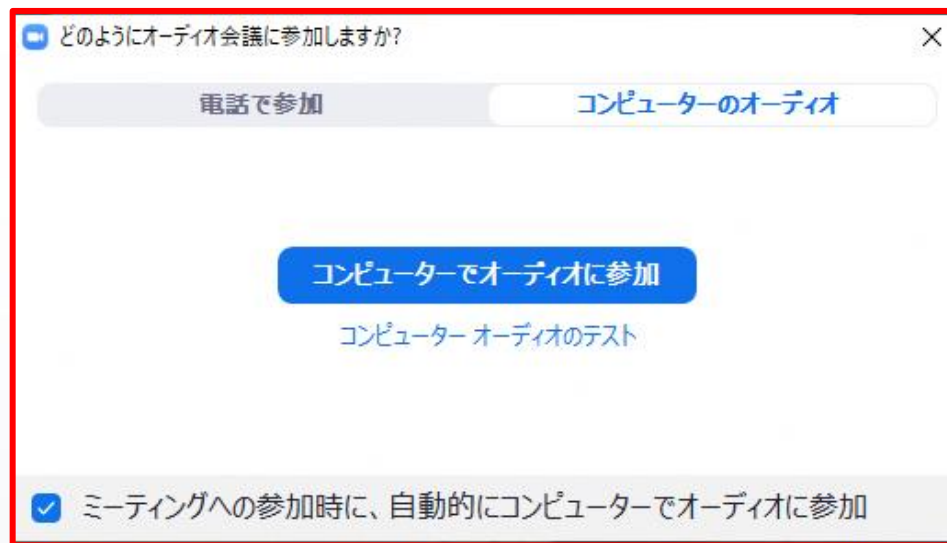 どのようにオーディオ会議に参加しますか?
電話で参加
コンピューターのオーディオ
コンピューターでオーディオに参加
コンピューター オーディオのテスト
ミーティングへの参加時に、自動的にコンピューターでオーディオに参加